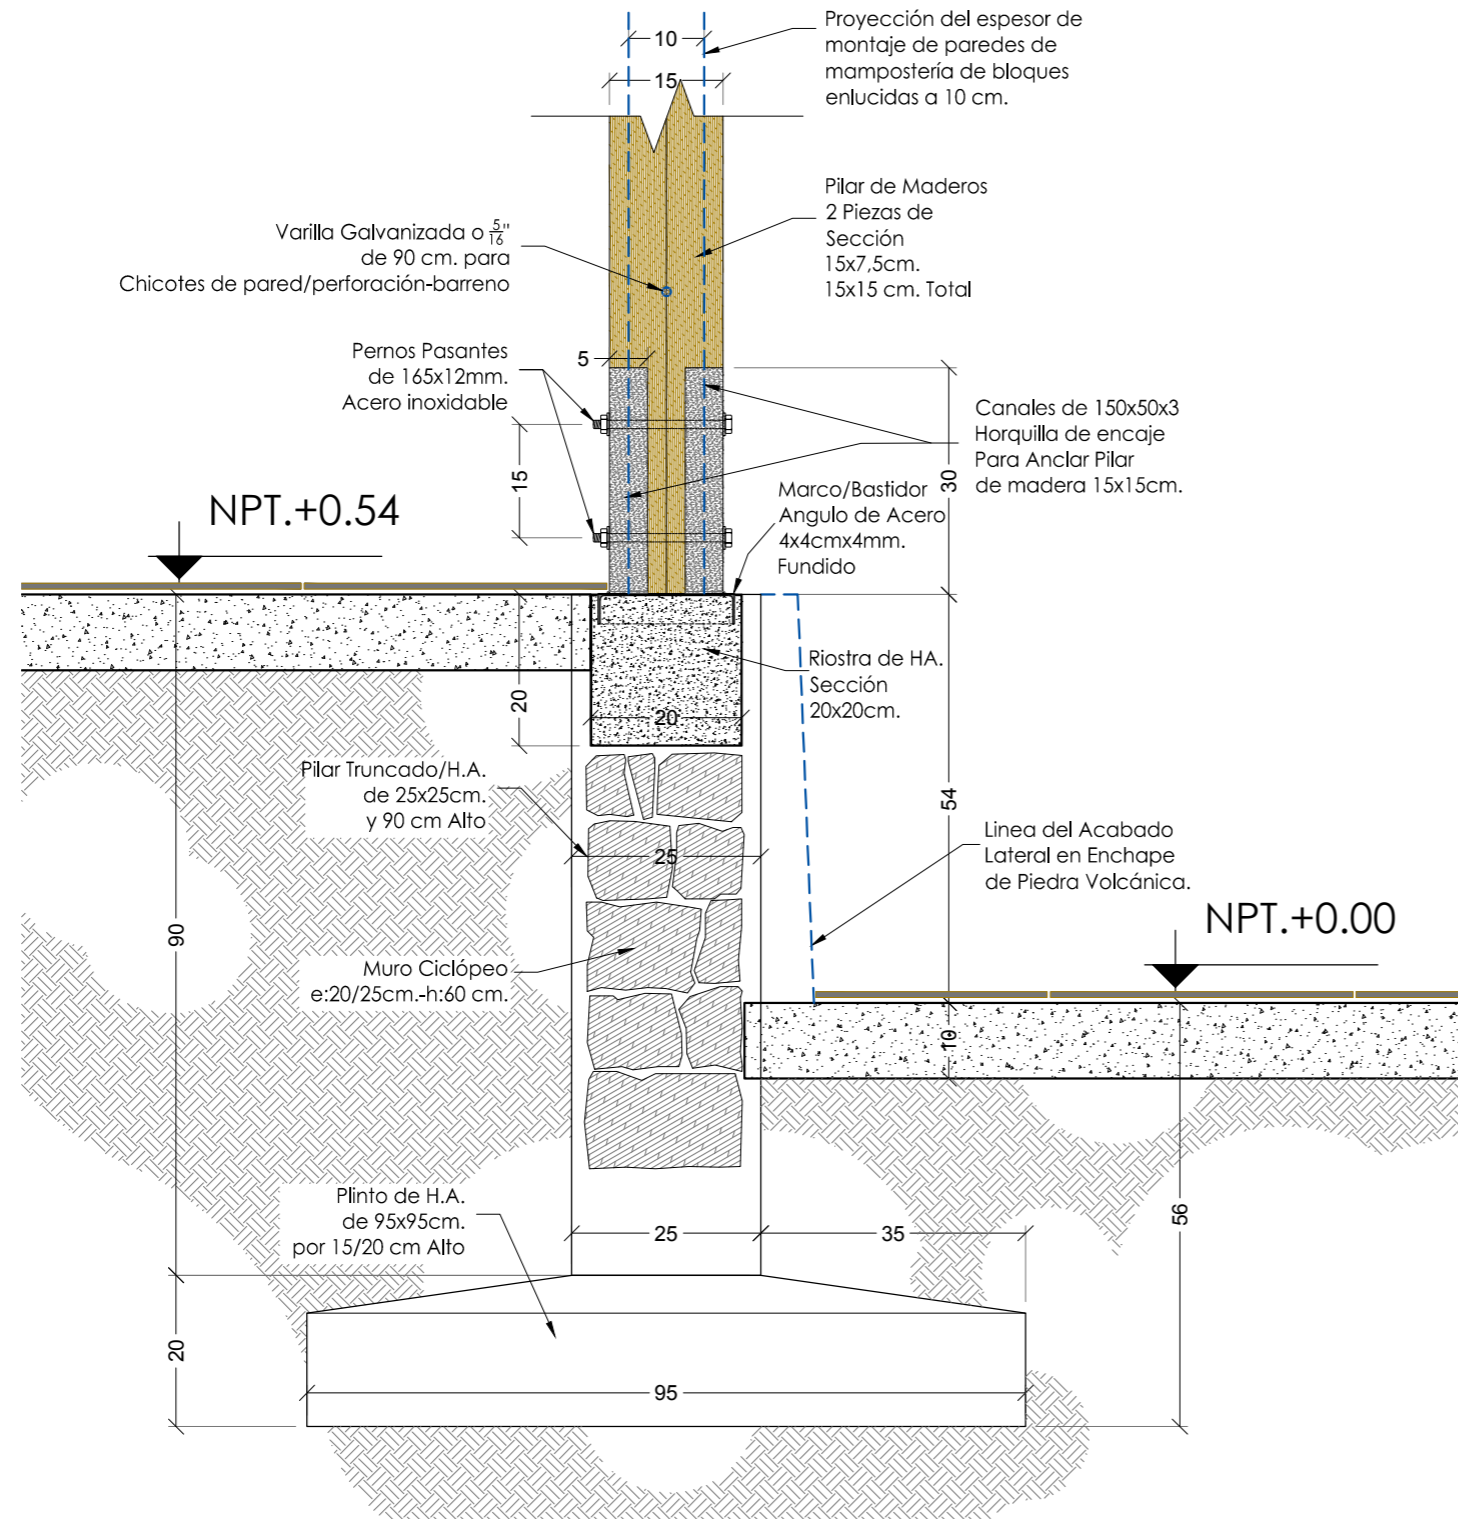 Proyección del espesor de
montaje de paredes de
mampostería de bloques
enlucidas a 10 cm.
10
15
Pilar de Maderos
2 Piezas de
Sección
15x7,5cm.
15x15 cm. Total
Varilla Galvanizada o 5/16"
de 90 cm. para
Chicotes de pared/perforación-barreno
Pernos Pasantes
de 165x12mm.
Acero inoxidable
5
15
Canales de 150x50x3
Horquilla de encaje
Para Anclar Pilar
de madera 15x15cm.
30
Marco/Bastidor
Angulo de Acero
4x4cmx4mm.
Fundido
NPT.+0.54
Riostra de HA.
Sección
20x20cm.
20
20
Pilar Truncado/H.A.
de 25x25cm.
y 90 cm Alto
25
54
Linea del Acabado
Lateral en Enchape
de Piedra Volcánica.
NPT.+0.00
90
Muro Ciclópeo
e:20/25cm.-h:60 cm.
10
Plinto de H.A.
de 95x95cm.
por 15/20 cm Alto
25
35
56
20
95